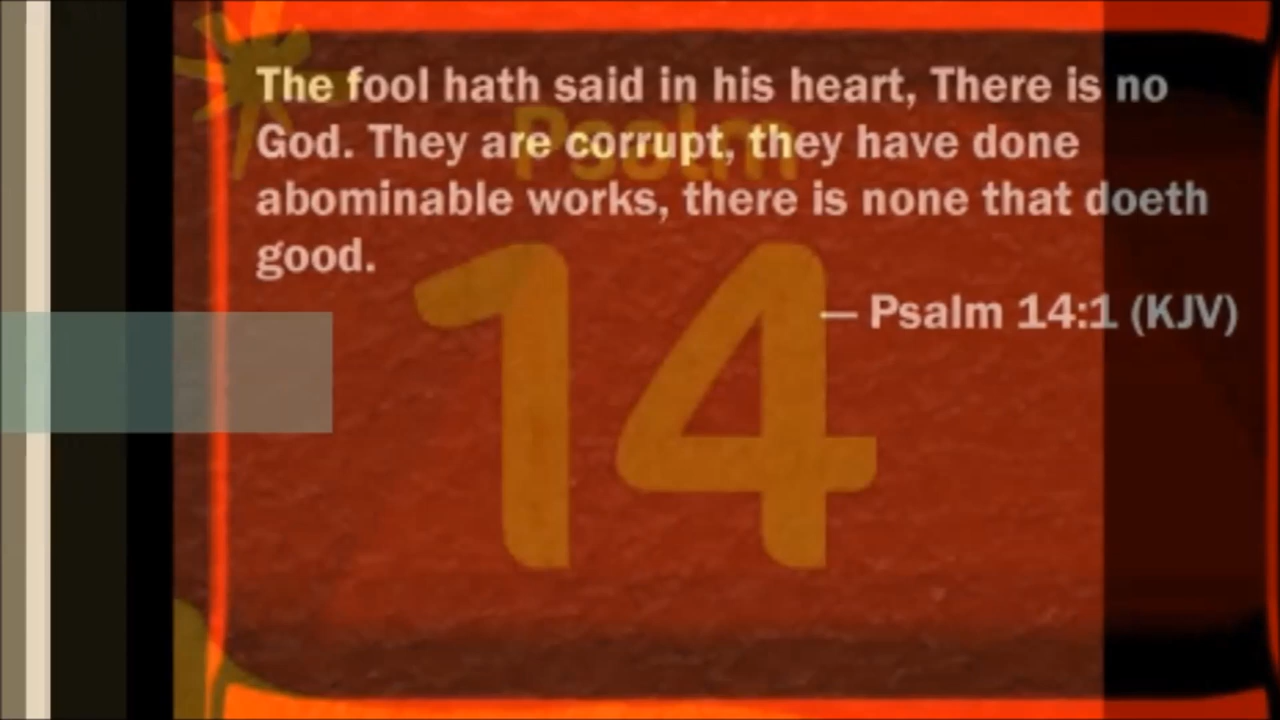 The fool hath said in his heart, There is no
God. They are corrupt, they have done
abominable works, there is none that doeth
good.
— Psalm 14:1 (KJV)
Psalm
14